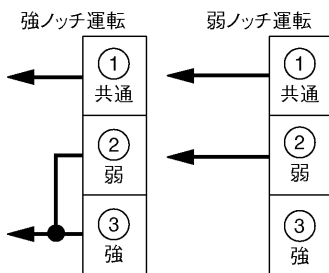 強ノッチ運転
① 共通
② 弱
③ 強
弱ノッチ運転
① 共通
② 弱
③ 強